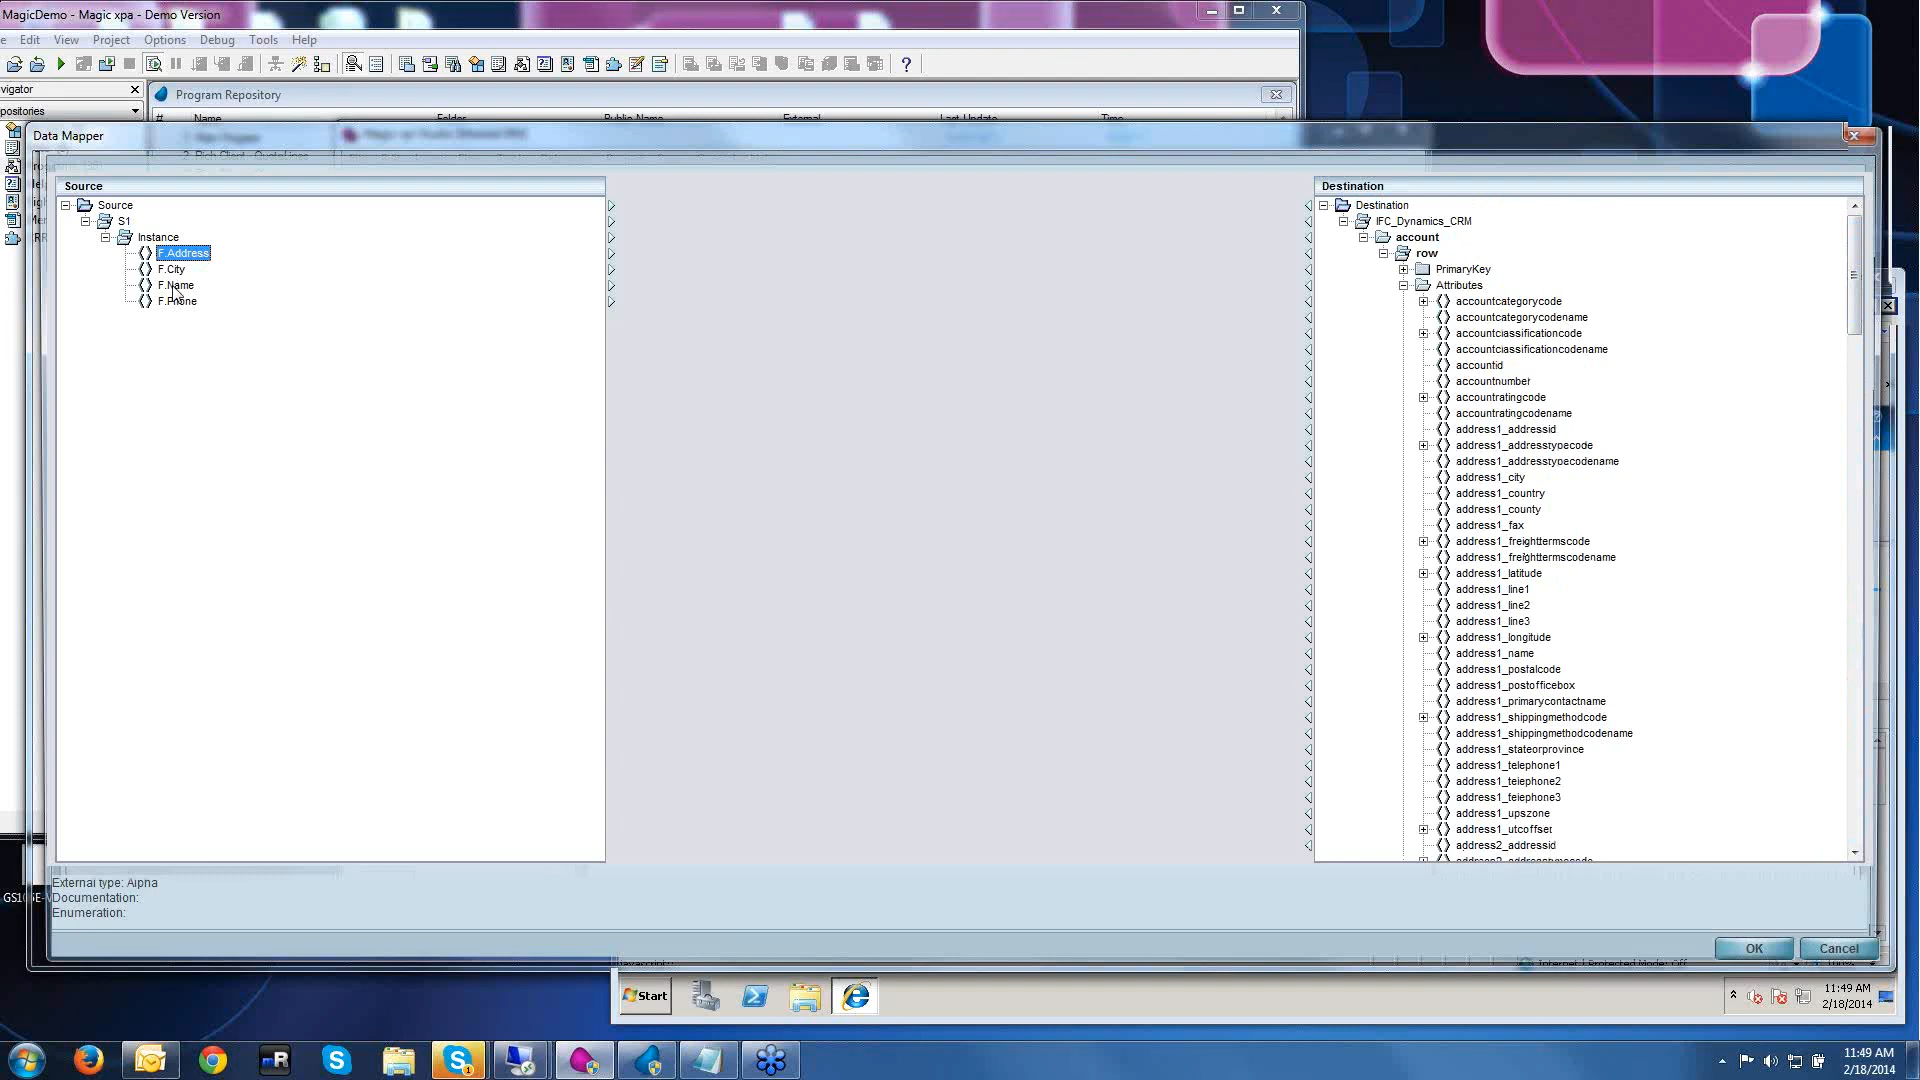 MagicDemo - Magic xpa - Demo Version
e Edit View Project Options Debug Tools Help
vigator
Program Repository
positories
# Name Folder Public Name External Last Update Time
Data Mapper
Source
Source
S1
Instance
F.Address
F.City
F.Name
F.Phone
Destination
Destination
IFC_Dynamics_CRM
account
row
PrimaryKey
Attributes
accountcategorycode
accountcategorycodename
accountclassificationcode
accountclassificationcodename
accountid
accountnumber
accountratingcode
accountratingcodename
address1_addressid
address1_addresstypecode
address1_addresstypecodename
address1_city
address1_country
address1_county
address1_fax
address1_freighttermscode
address1_freighttermscodename
address1_latitude
address1_line1
address1_line2
address1_line3
address1_longitude
address1_name
address1_postalcode
address1_postofficebox
address1_primarycontactname
address1_shippingmethodcode
address1_shippingmethodcodename
address1_stateorprovince
address1_telephone1
address1_telephone2
address1_telephone3
address1_upszone
address1_utcoffset
address2_addressid
address2_addresstypecode
External type: Alpha
Documentation:
Enumeration:
OK Cancel
Internet | Protected Mode: Off
Start
11:49 AM
2/18/2014
11:49 AM
2/18/2014